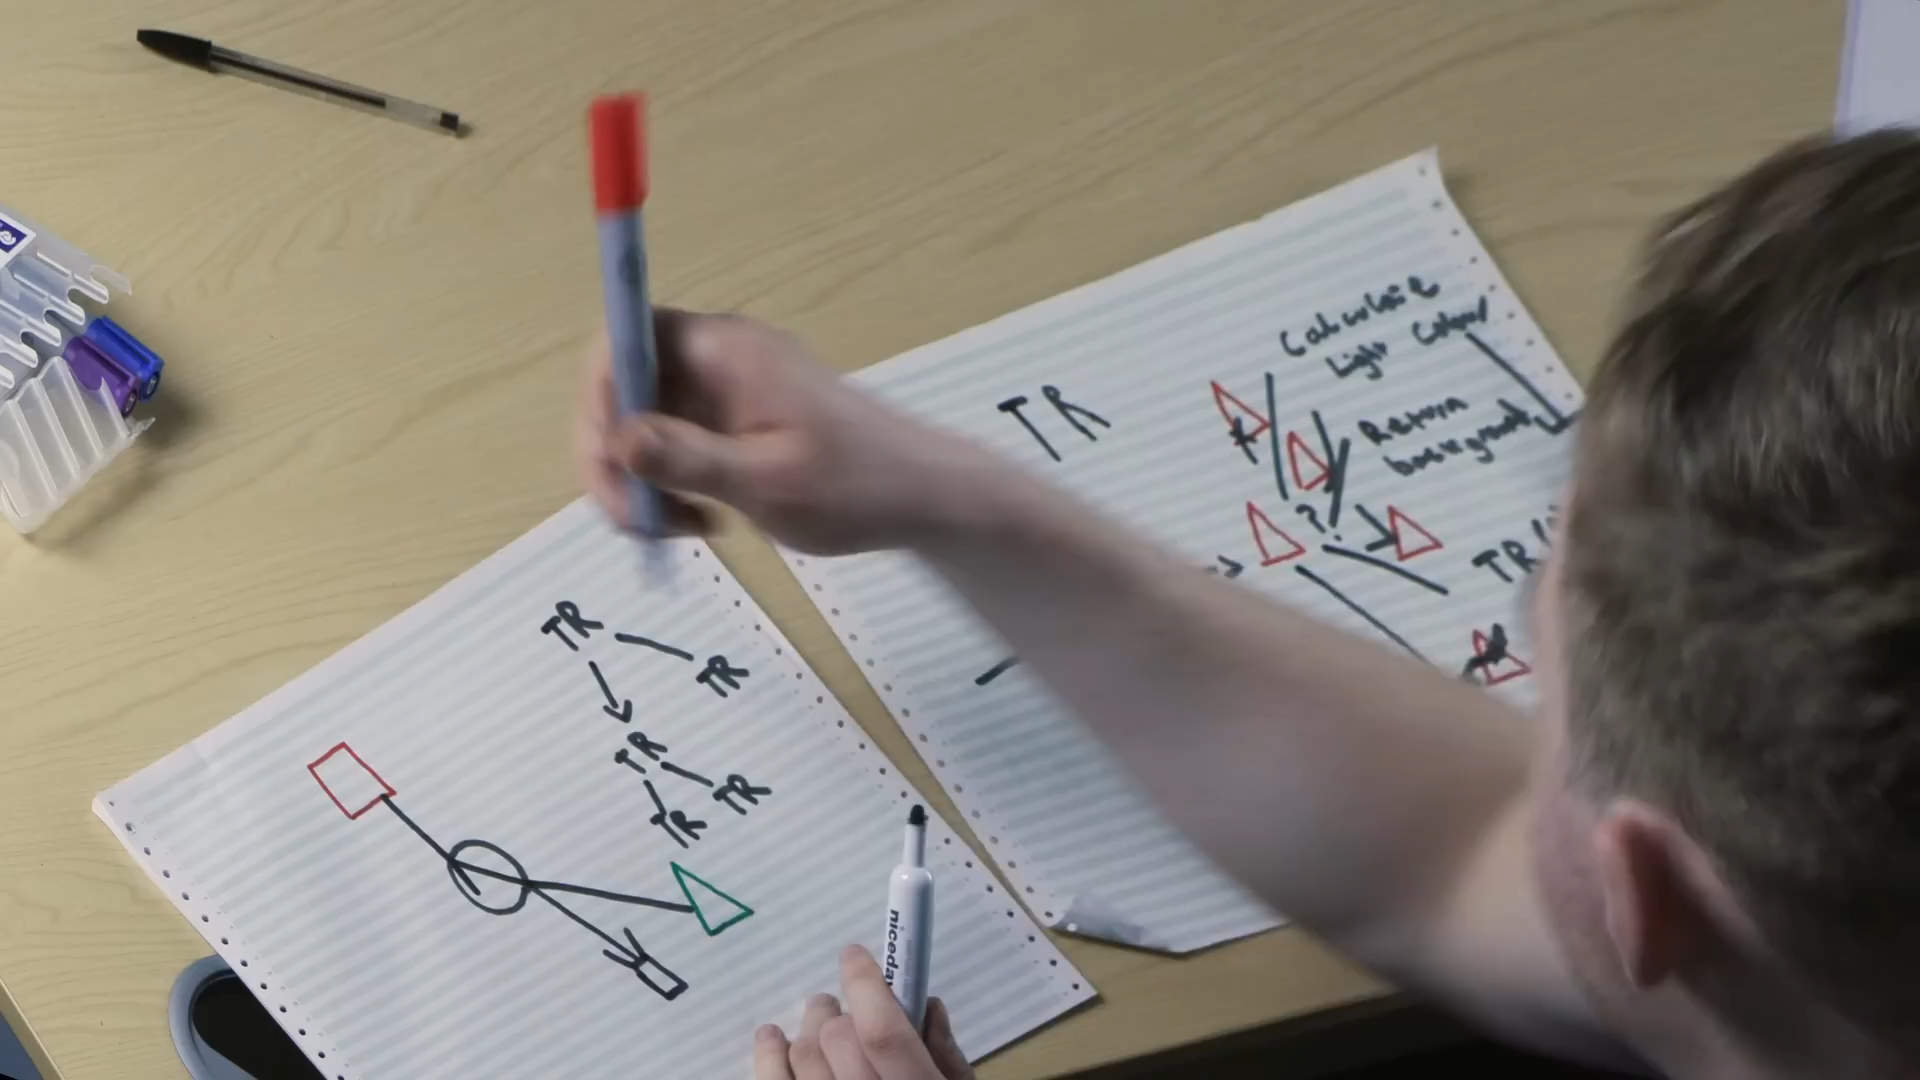 TR
TR
TR
TR
TR
TR
Calculate
Light Colour
Return
background
?
TR
niceday